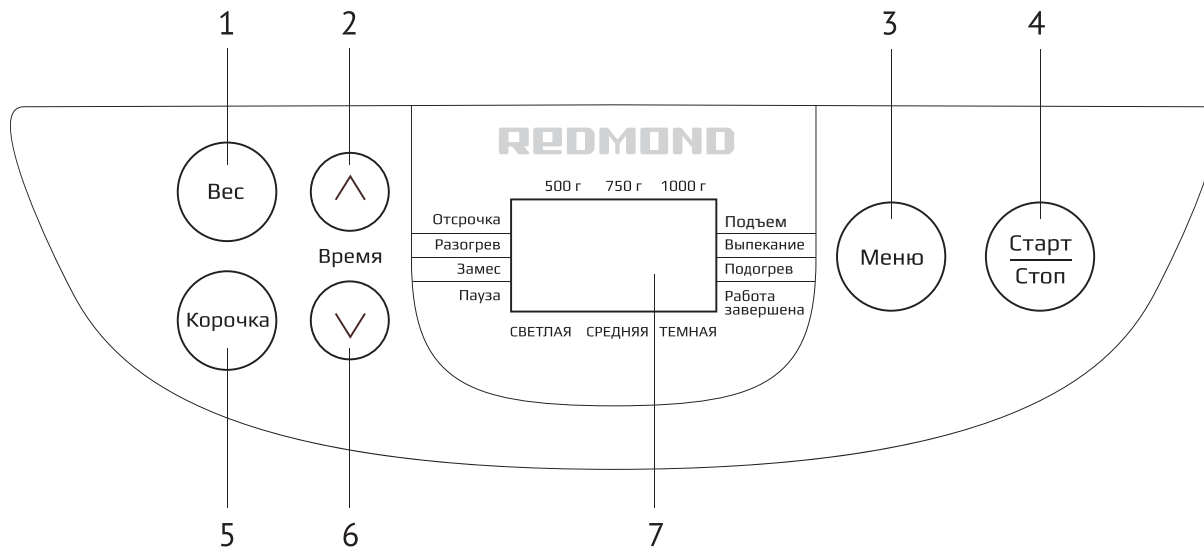 1 2 3 4
REDMOND
500 г 750 г 1000 г
Вес
Отсрочка
Разогрев
Замес
Пауза
Подъем
Выпекание
Подогрев
Работа
завершена
Время
Меню
Старт
Стоп
Корочка
СВЕТЛАЯ СРЕДНЯЯ ТЕМНАЯ
5 6 7